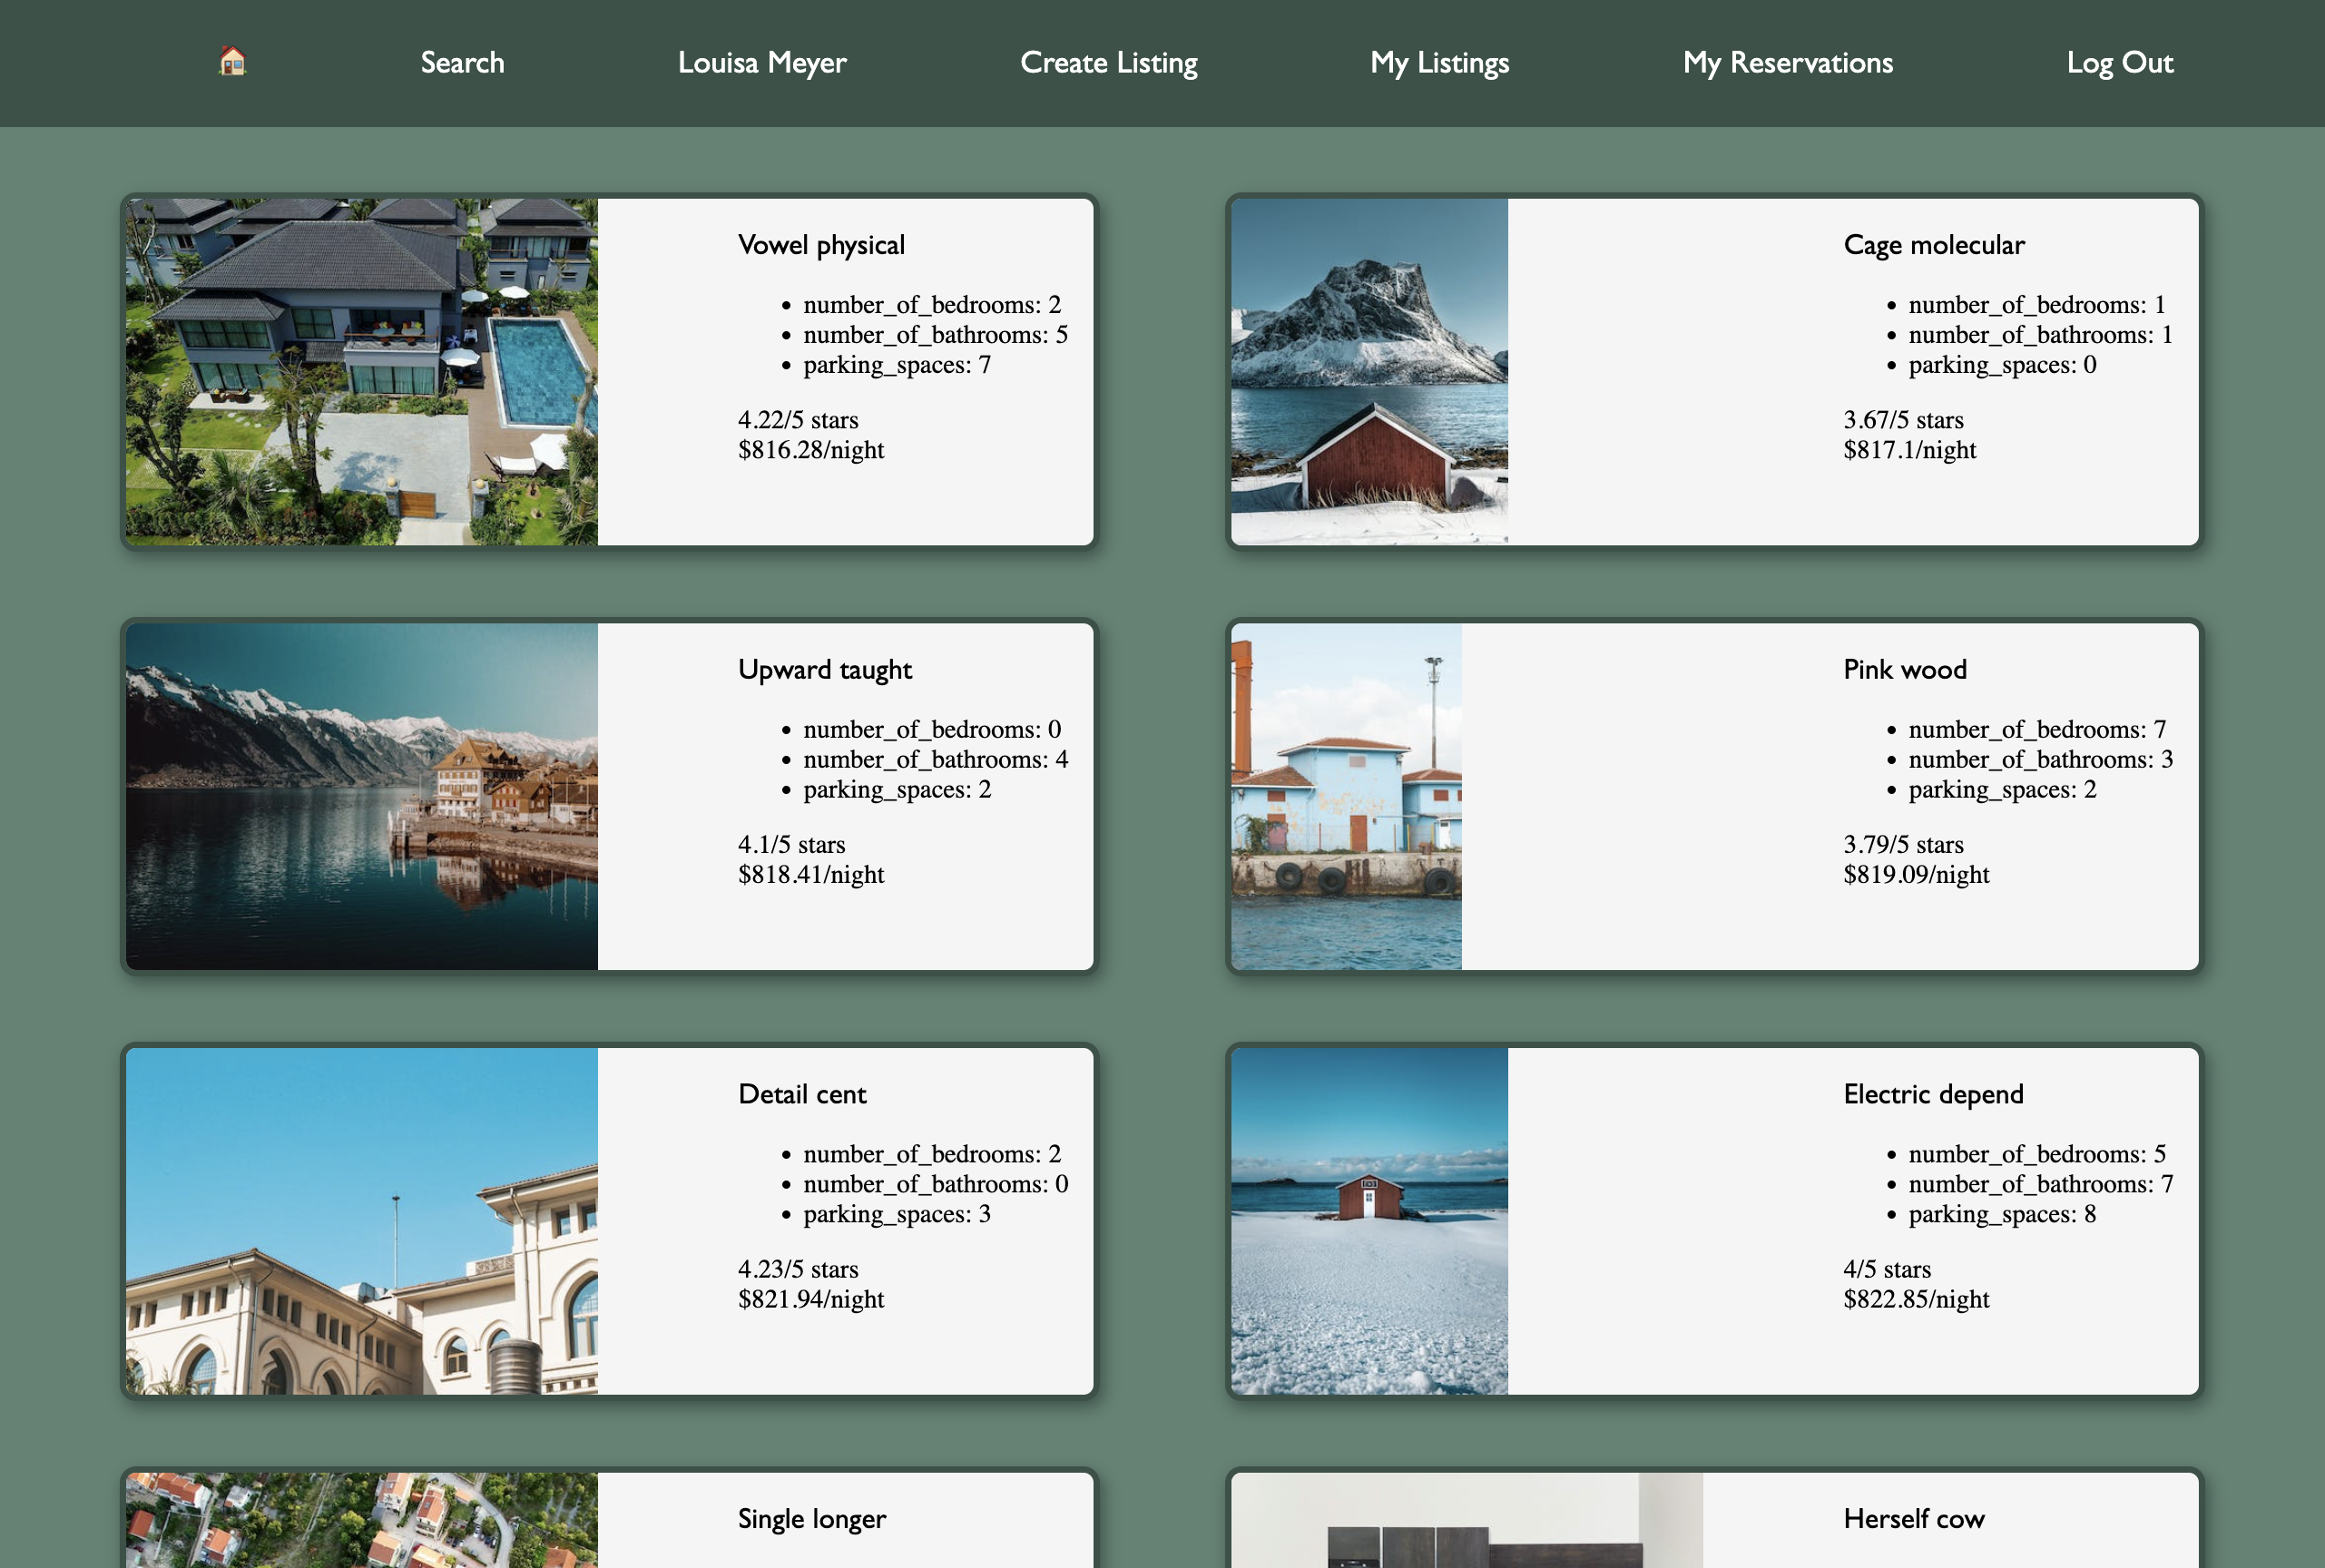 Search Louisa Meyer Create Listing My Listings My Reservations Log Out
Vowel physical
number_of_bedrooms: 2
number_of_bathrooms: 5
parking_spaces: 7
4.22/5 stars
$816.28/night
Cage molecular
number_of_bedrooms: 1
number_of_bathrooms: 1
parking_spaces: 0
3.67/5 stars
$817.1/night
Upward taught
number_of_bedrooms: 0
number_of_bathrooms: 4
parking_spaces: 2
4.1/5 stars
$818.41/night
Pink wood
number_of_bedrooms: 7
number_of_bathrooms: 3
parking_spaces: 2
3.79/5 stars
$819.09/night
Detail cent
number_of_bedrooms: 2
number_of_bathrooms: 0
parking_spaces: 3
4.23/5 stars
$821.94/night
Electric depend
number_of_bedrooms: 5
number_of_bathrooms: 7
parking_spaces: 8
4/5 stars
$822.85/night
Single longer
Herself cow